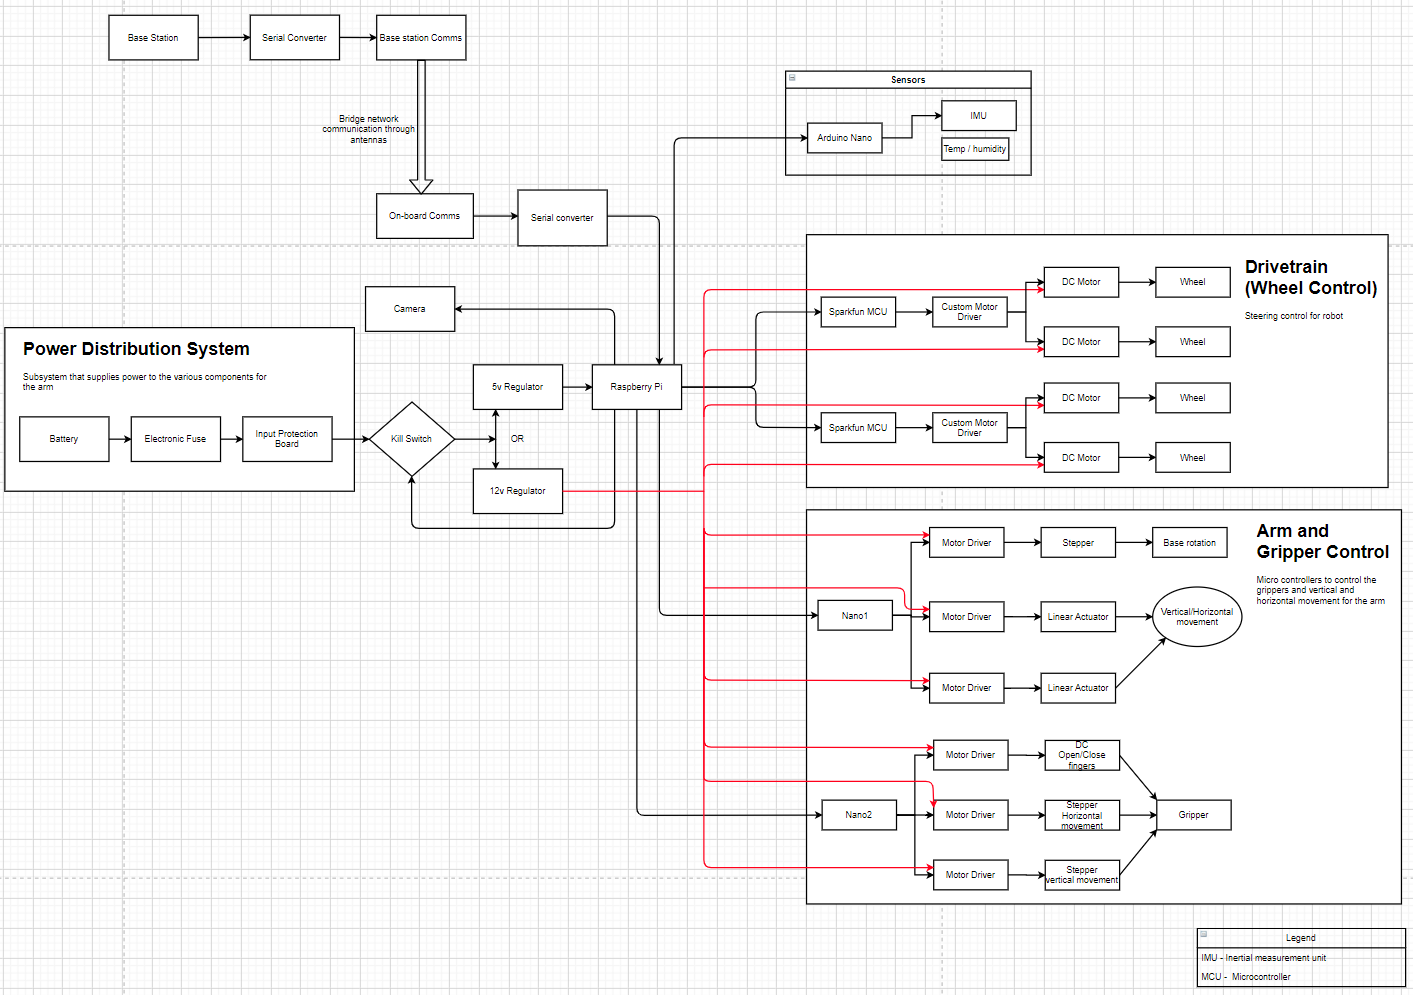 Base Station
Serial Converter
Base station Comms
Bridge network
communication through
antennas
On-board Comms
Serial converter
Sensors
Arduino Nano
IMU
Temp / humidity
Camera
Power Distribution System
Subsystem that supplies power to the various components for
the arm
Battery
Electronic Fuse
Input Protection
Board
Kill Switch
5v Regulator
OR
12v Regulator
Raspberry Pi
Drivetrain
(Wheel Control)
Steering control for robot
Sparkfun MCU
Custom Motor
Driver
DC Motor
Wheel
DC Motor
Wheel
Sparkfun MCU
Custom Motor
Driver
DC Motor
Wheel
DC Motor
Wheel
Arm and
Gripper Control
Micro controllers to control the
grippers and vertical and
horizontal movement for the arm
Nano1
Motor Driver
Stepper
Base rotation
Motor Driver
Linear Actuator
Vertical/Horizontal
movement
Motor Driver
Linear Actuator
Nano2
Motor Driver
DC
Open/Close
fingers
Motor Driver
Stepper
Horizontal
movement
Gripper
Motor Driver
Stepper
vertical movement
Legend
IMU - Inertial measurement unit
MCU - Microcontroller